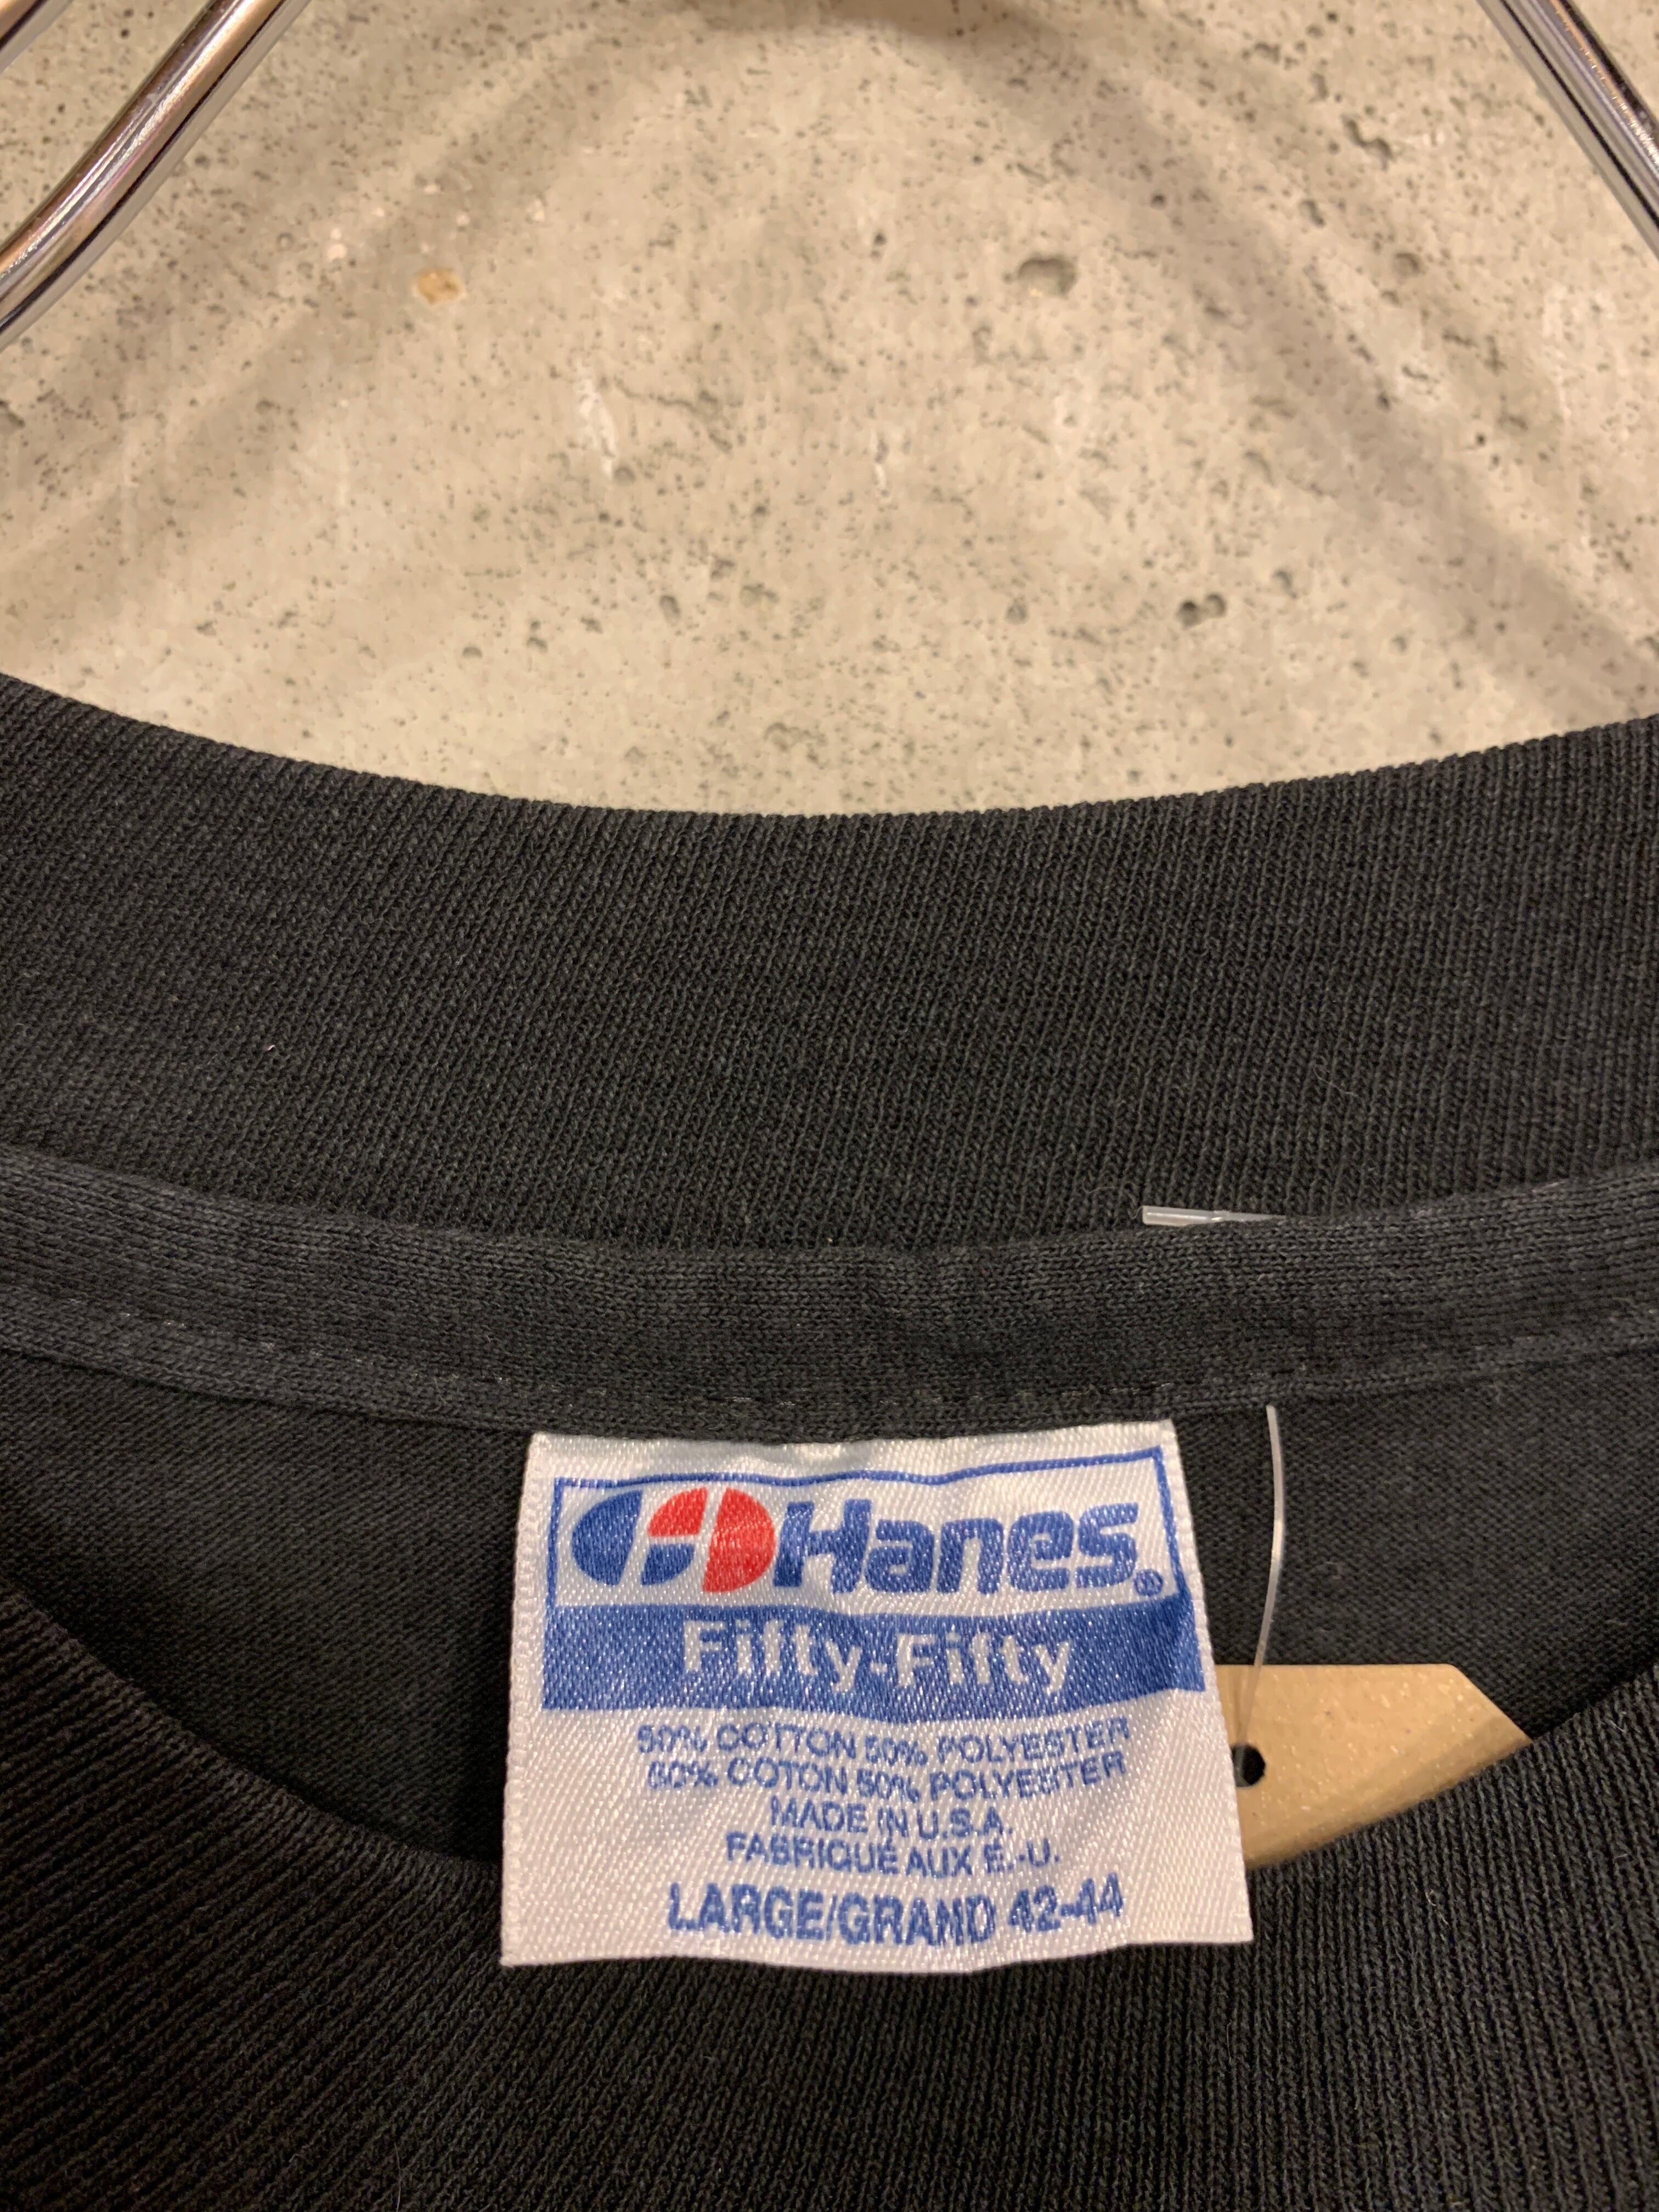 Hanes®
Fifty-Fifty
50% COTTON 50% POLYESTER
50% COTON 50% POLYESTER
MADE IN U.S.A.
FABRIQUÉ AUX É.-U.
LARGE/GRAND 42-44